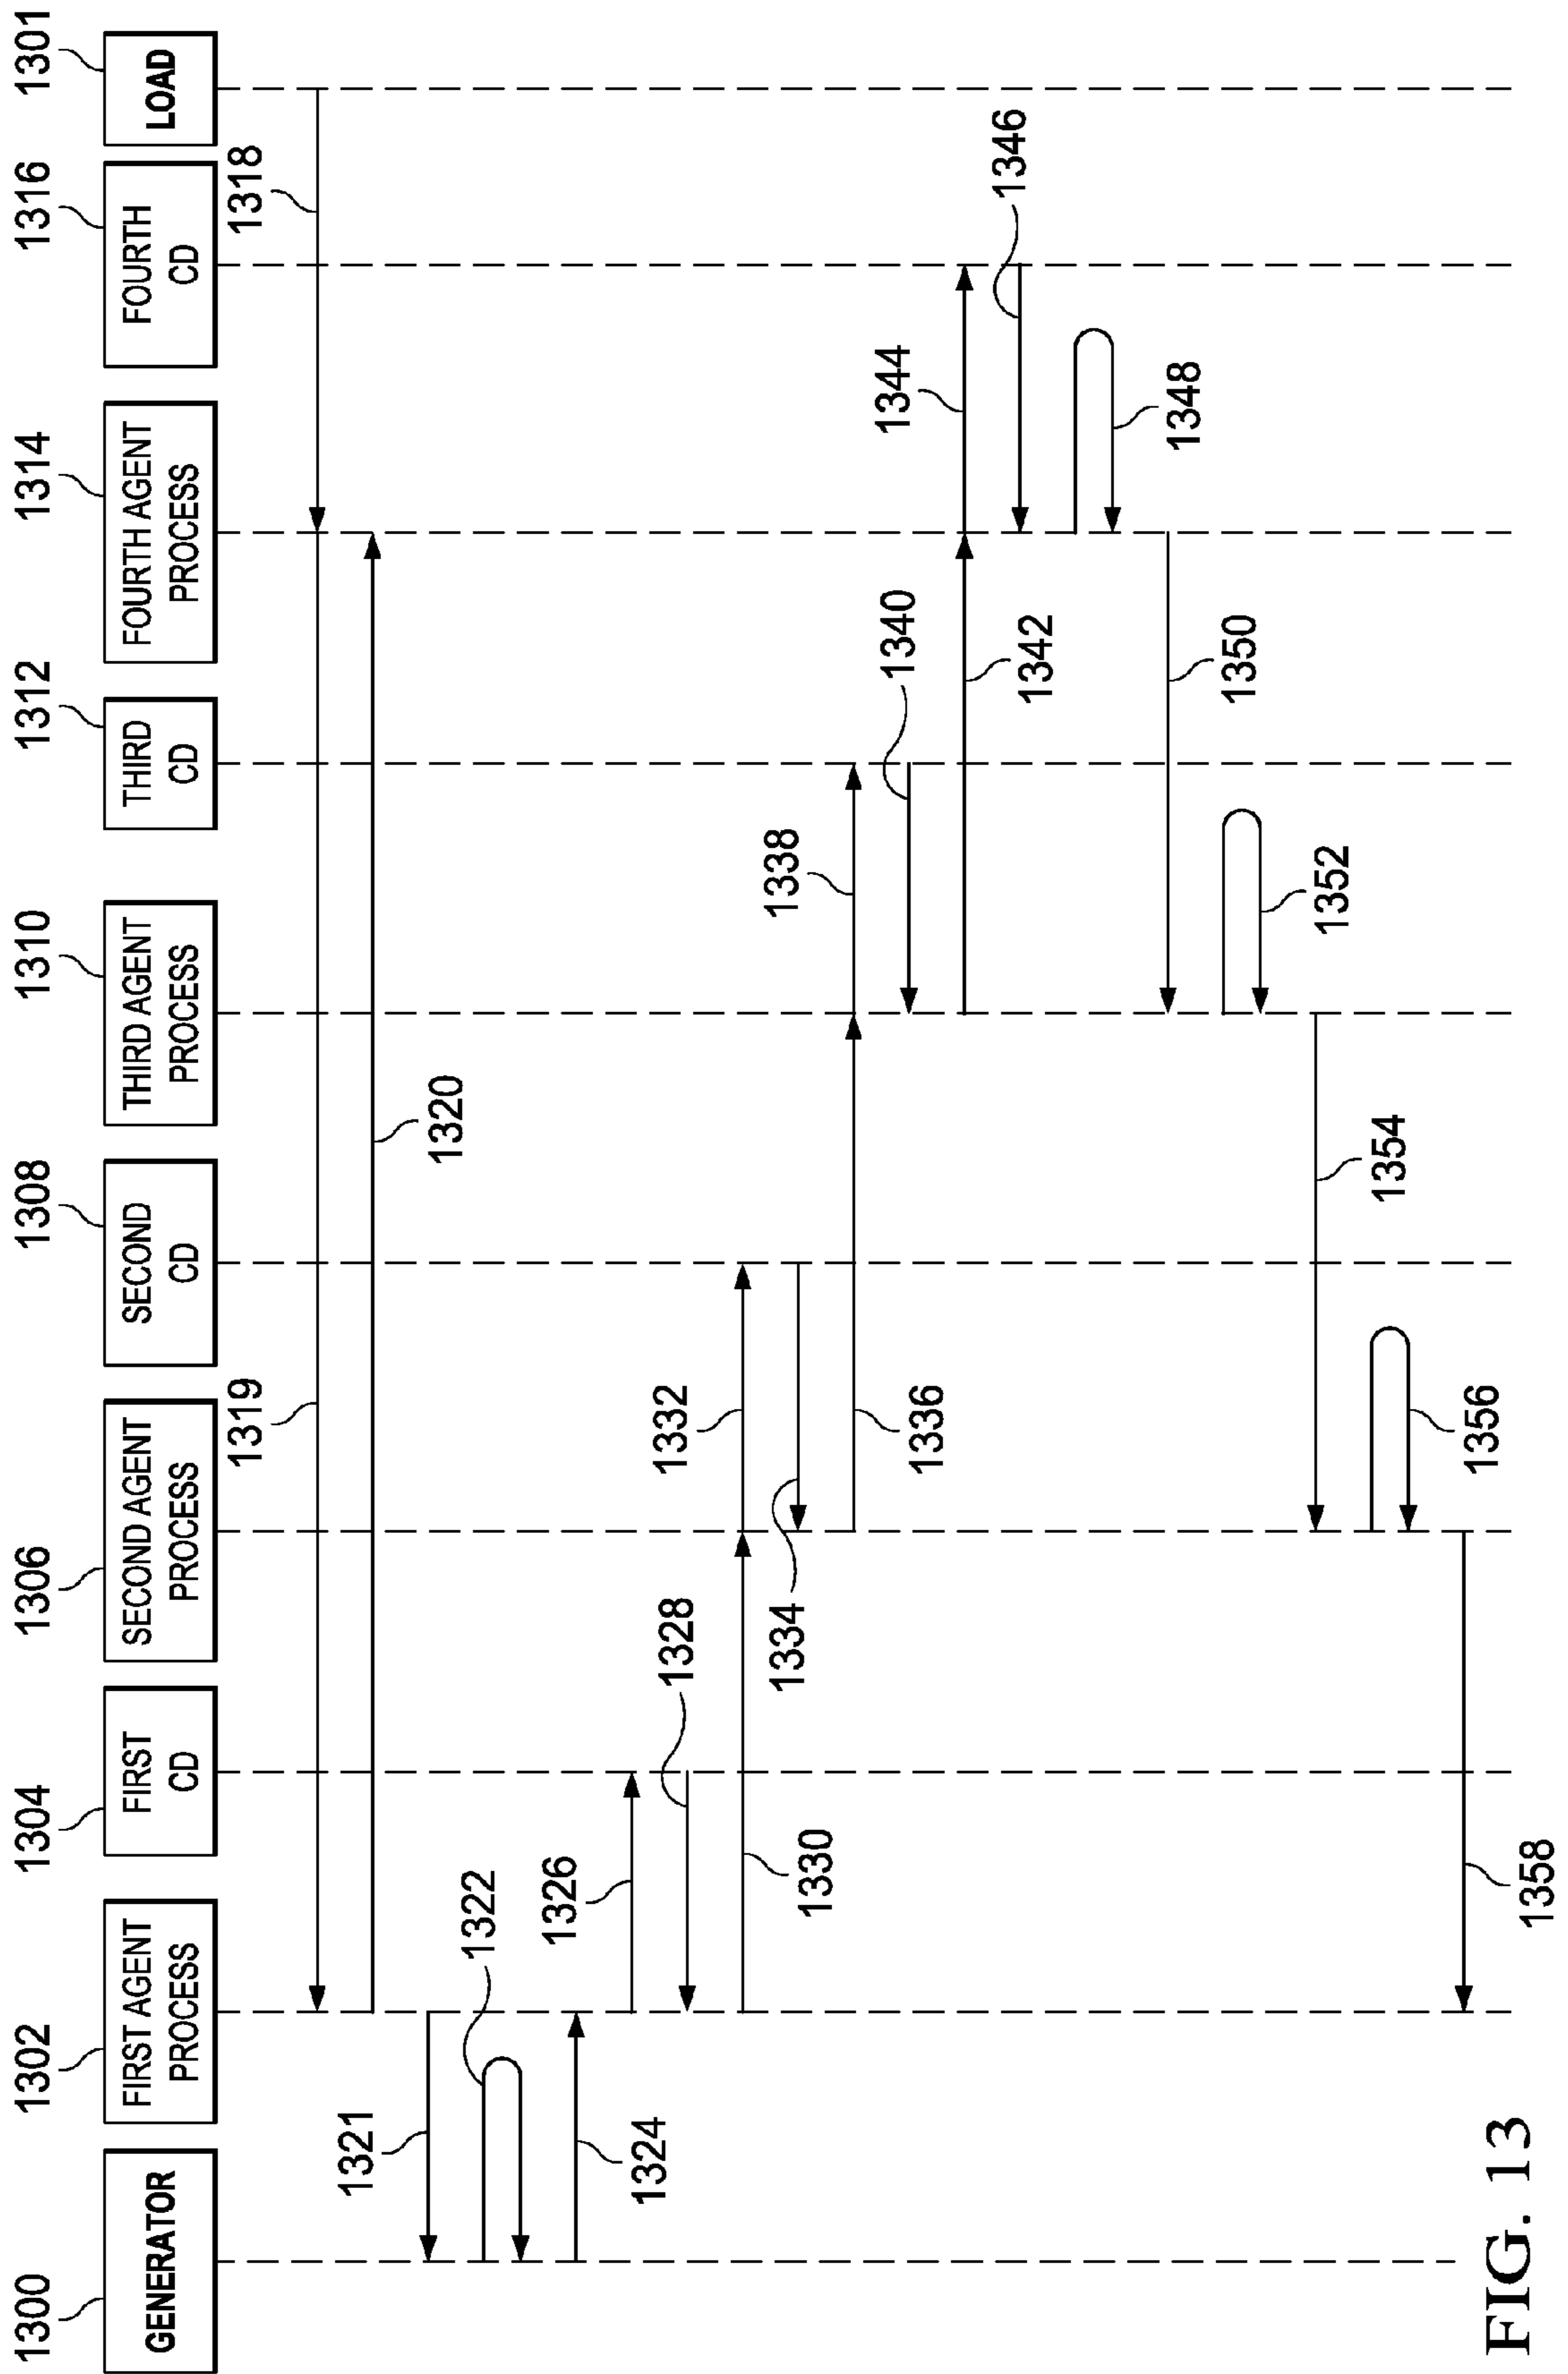 1300
1302
1304
1306
1308
1310
1312
1314
1316
1301
GENERATOR
FIRST AGENT
PROCESS
FIRST
CD
SECOND AGENT
PROCESS
SECOND
CD
THIRD AGENT
PROCESS
THIRD
CD
FOURTH AGENT
PROCESS
FOURTH
CD
LOAD
1319
1318
1320
1321
1322
1324
1326
1328
1330
1332
1334
1336
1338
1340
1342
1344
1346
1348
1350
1352
1354
1356
1358
FIG. 13